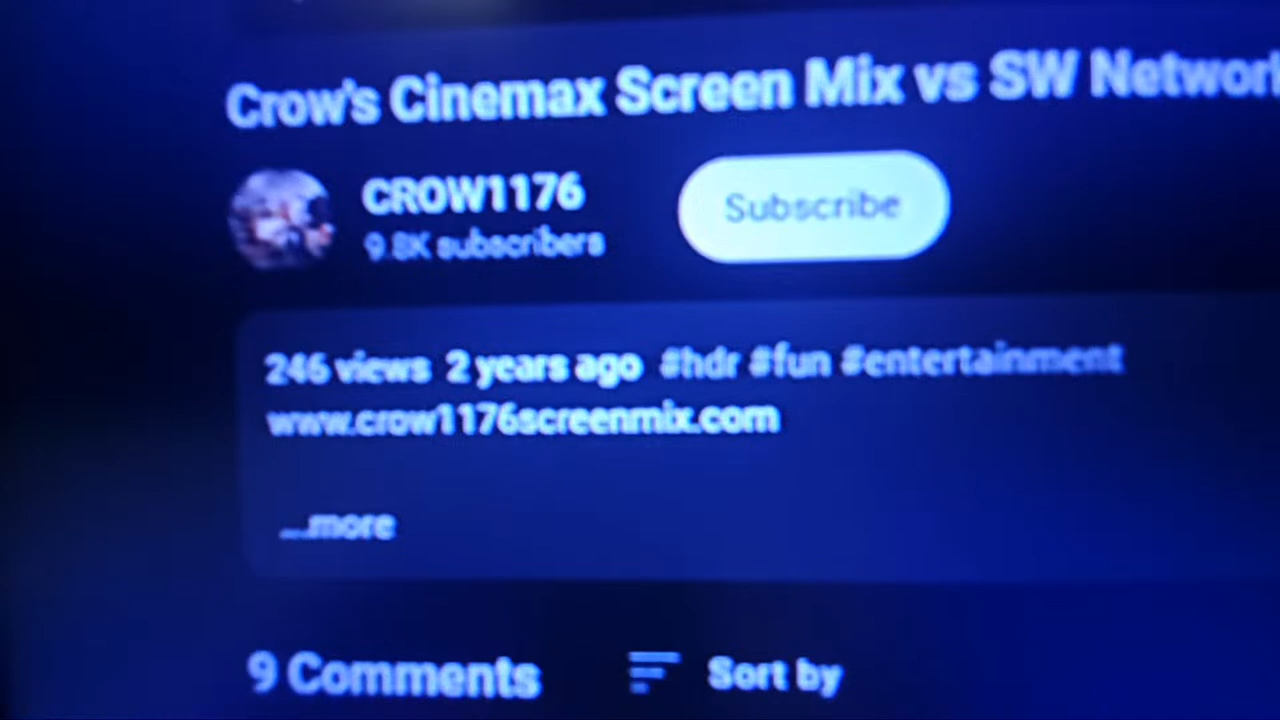 Crow's Cinemax Screen Mix vs SW Network
CROW1176
9.8K subscribers
Subscribe
246 views 2 years ago #hdr #fun #entertainment
www.crow1176screenmix.com
...more
9 Comments
Sort by